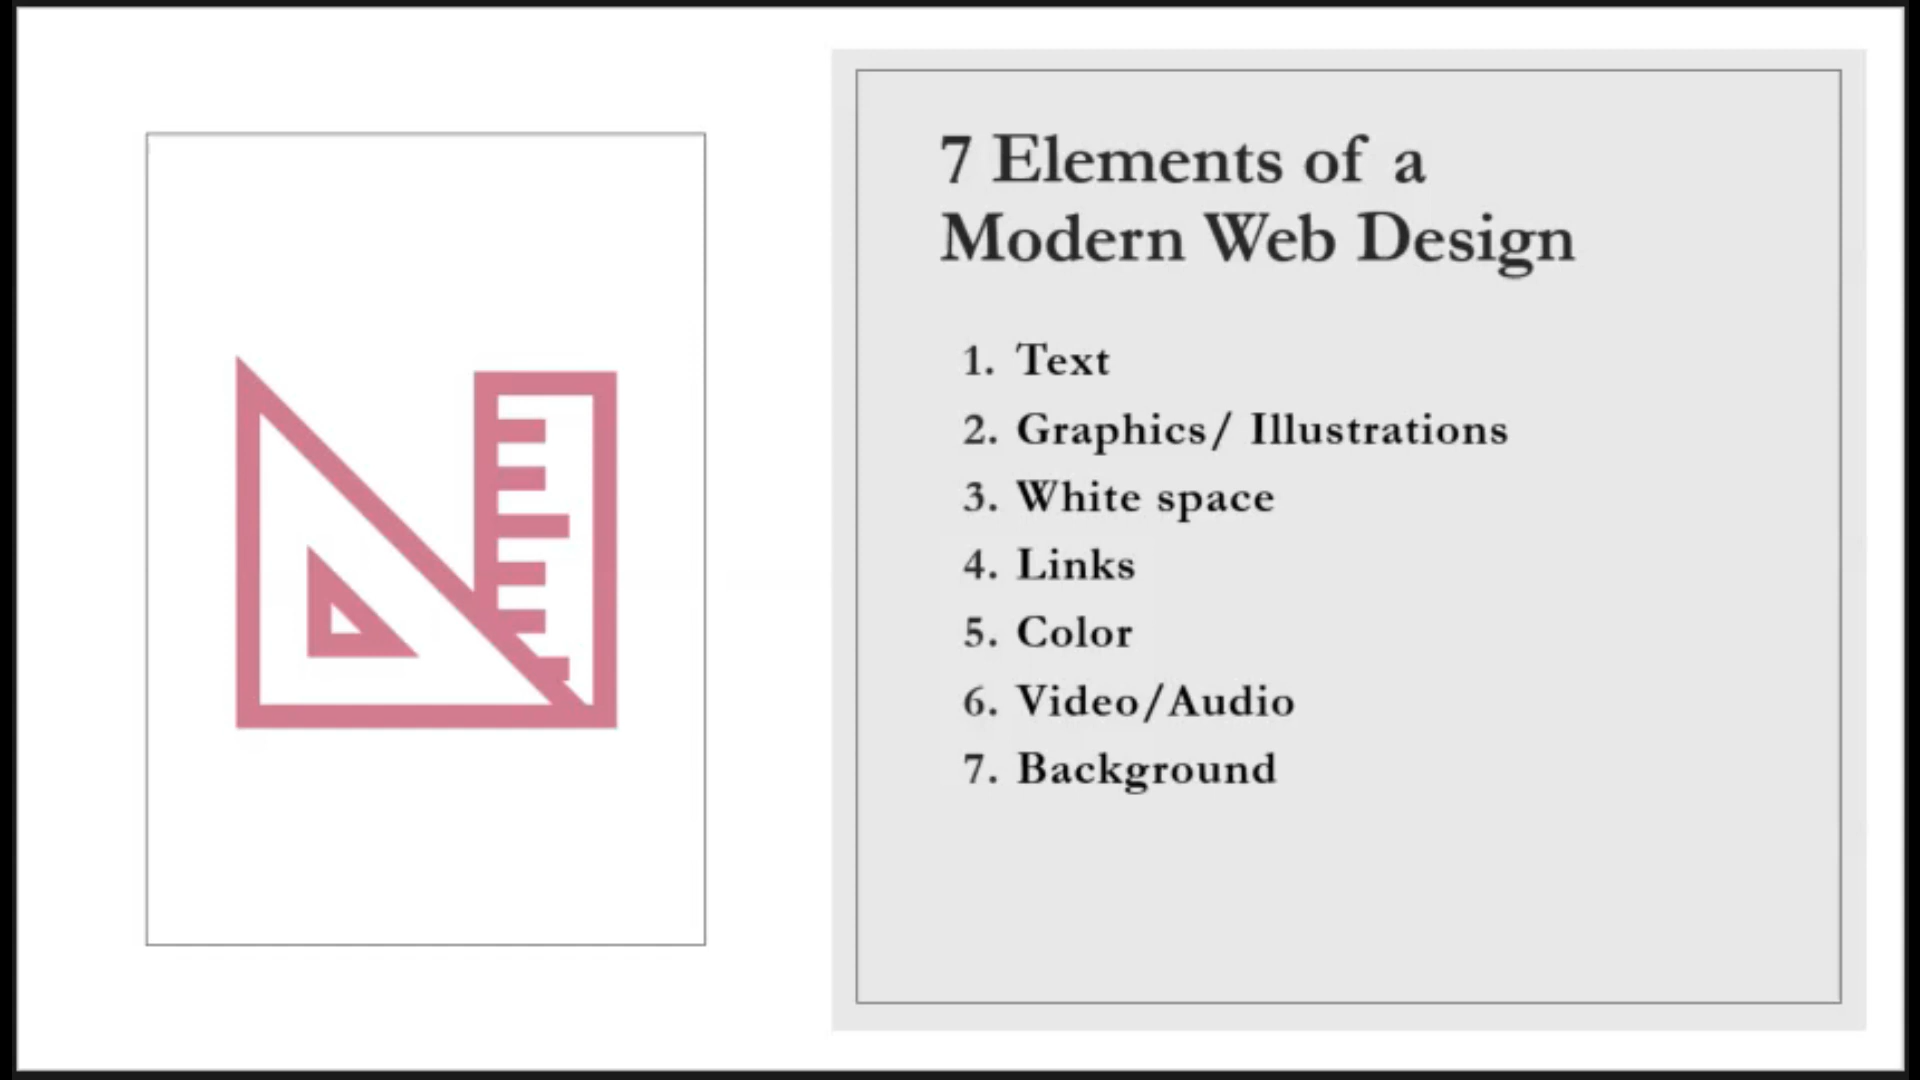 7 Elements of a
Modern Web Design
1. Text
2. Graphics/ Illustrations
3. White space
4. Links
5. Color
6. Video/Audio
7. Background